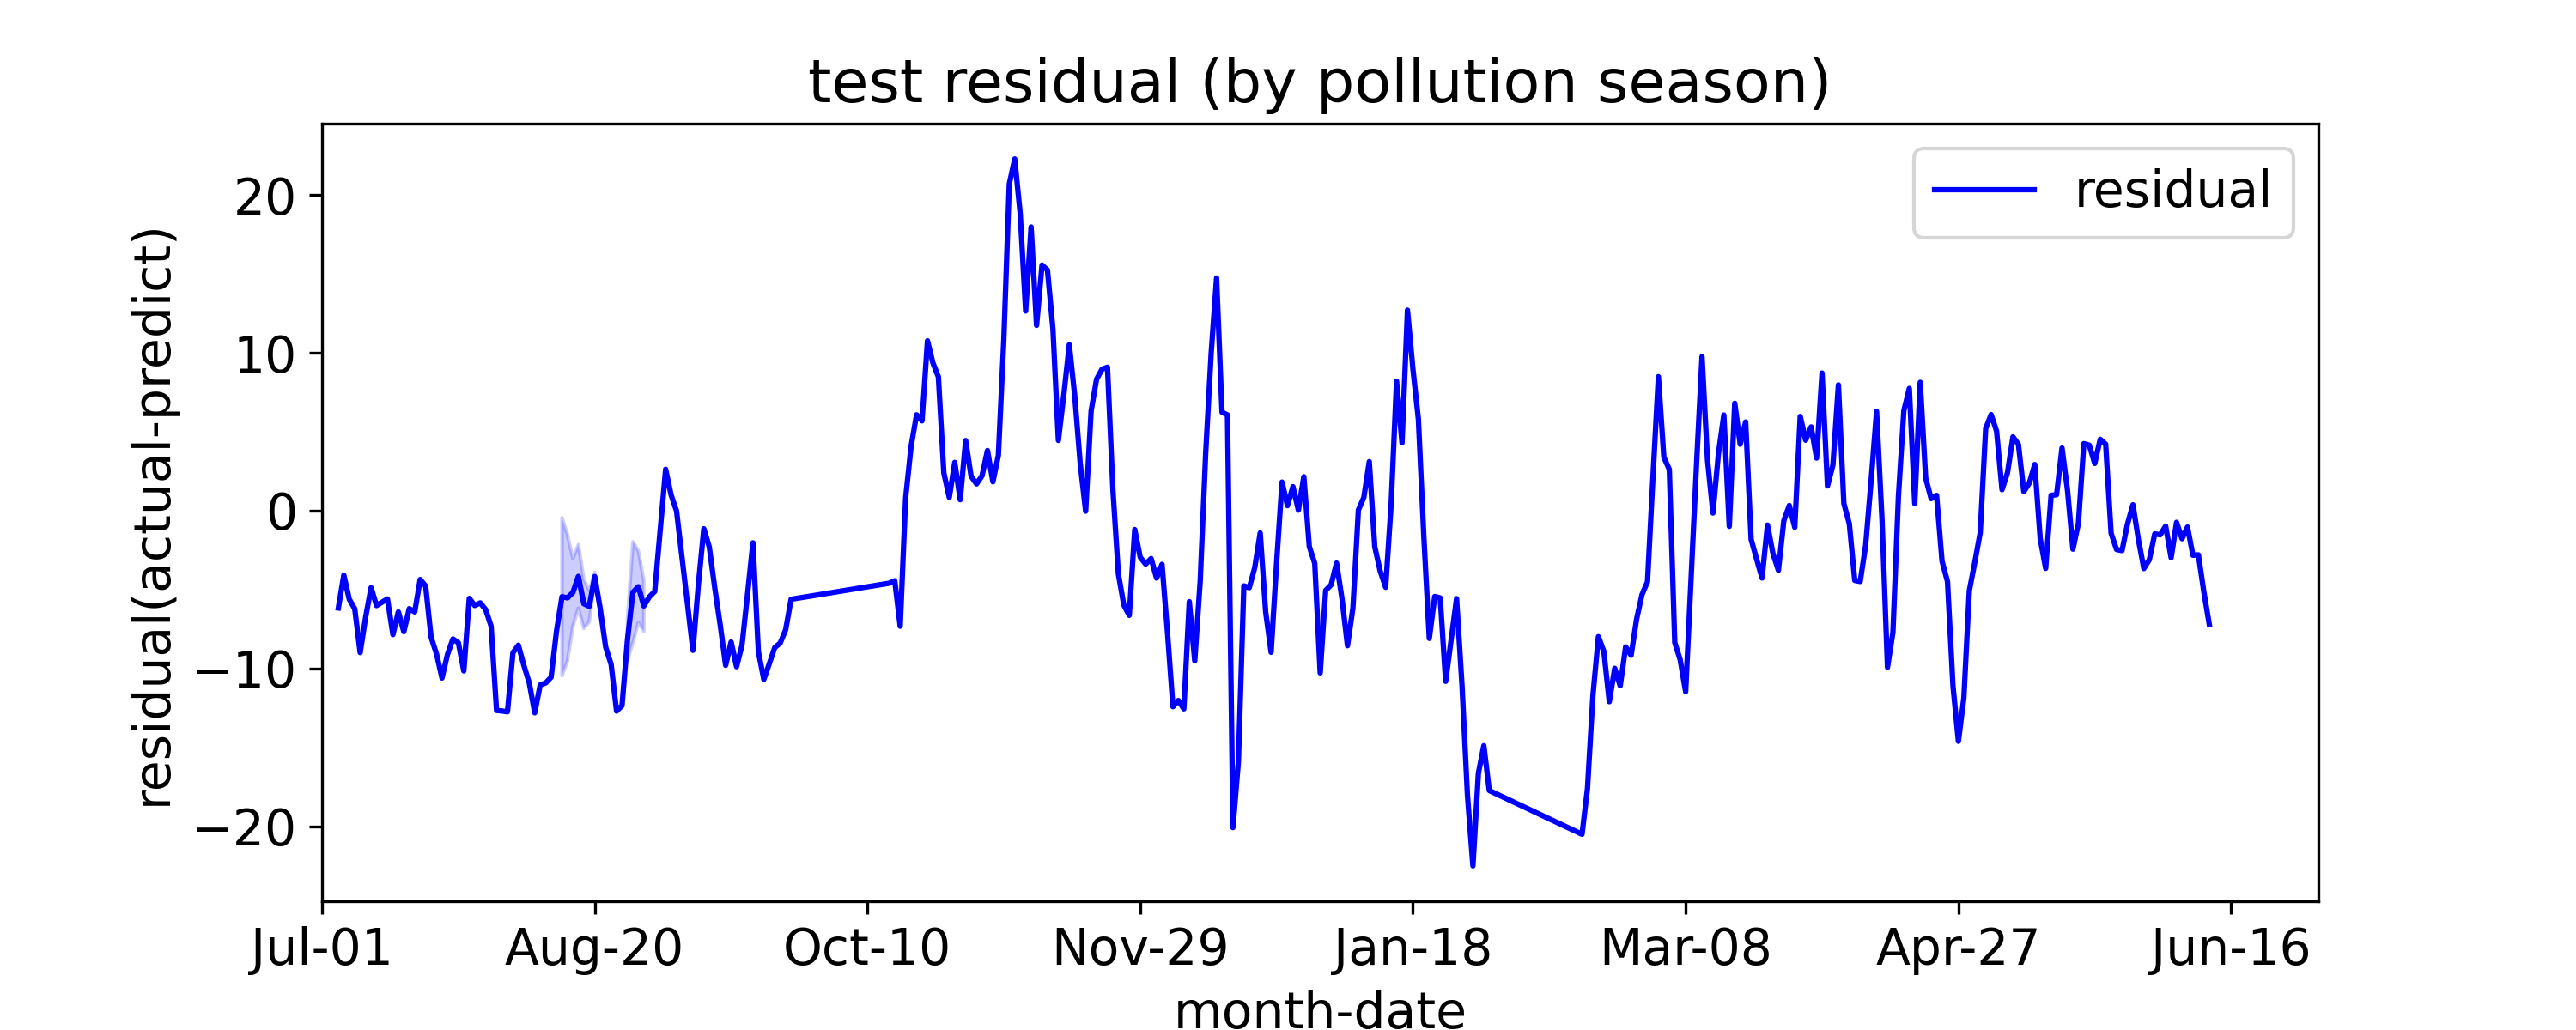 test residual (by pollution season)
residual
residual(actual-predict)
20
10
0
−10
−20
Jul-01 Aug-20 Oct-10 Nov-29 Jan-18 Mar-08 Apr-27 Jun-16
month-date